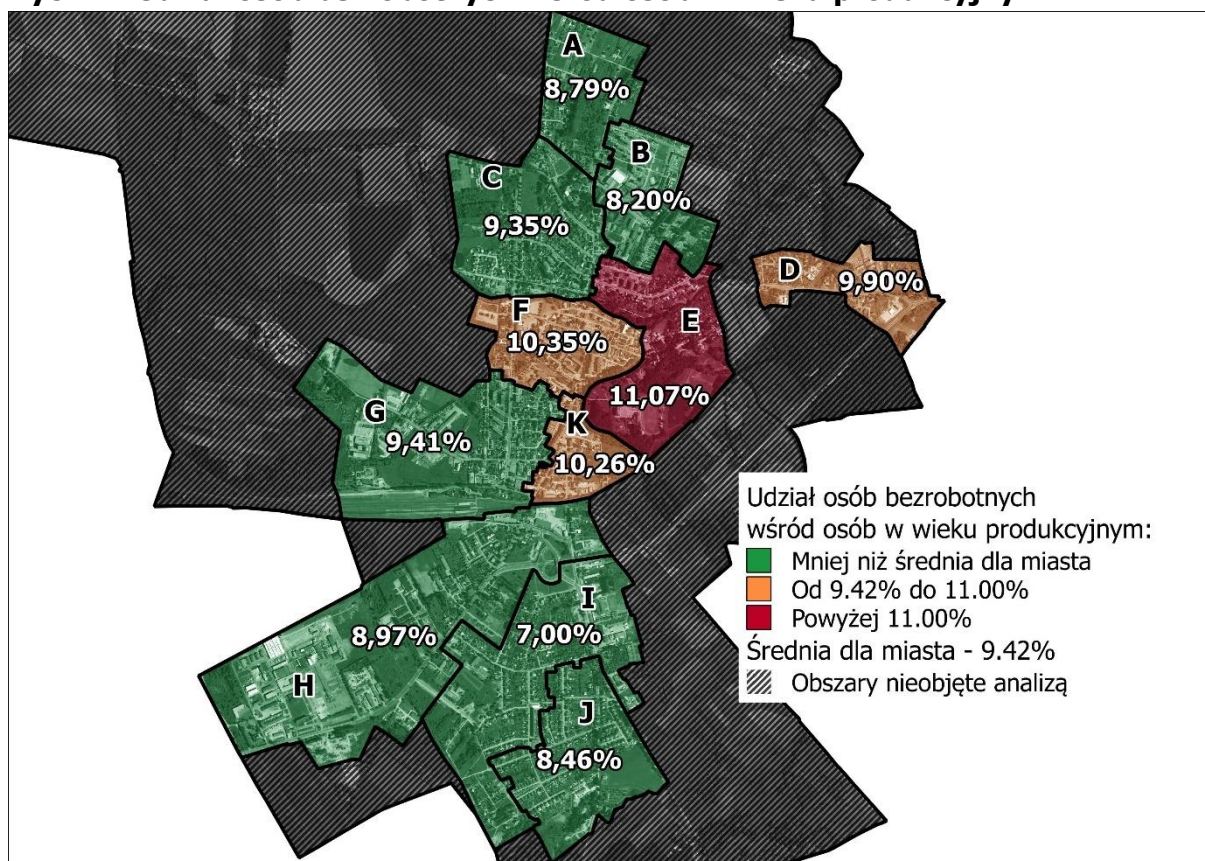 A
8,79%
B
8,20%
C
9,35%
D
9,90%
E
11,07%
F
10,35%
G
9,41%
K
10,26%
H
8,97%
I
7,00%
J
8,46%
Udział osób bezrobotnych
wśród osób w wieku produkcyjnym:
Mniej niż średnia dla miasta
Od 9.42% do 11.00%
Powyżej 11.00%
Średnia dla miasta - 9.42%
Obszary nieobjęte analizą